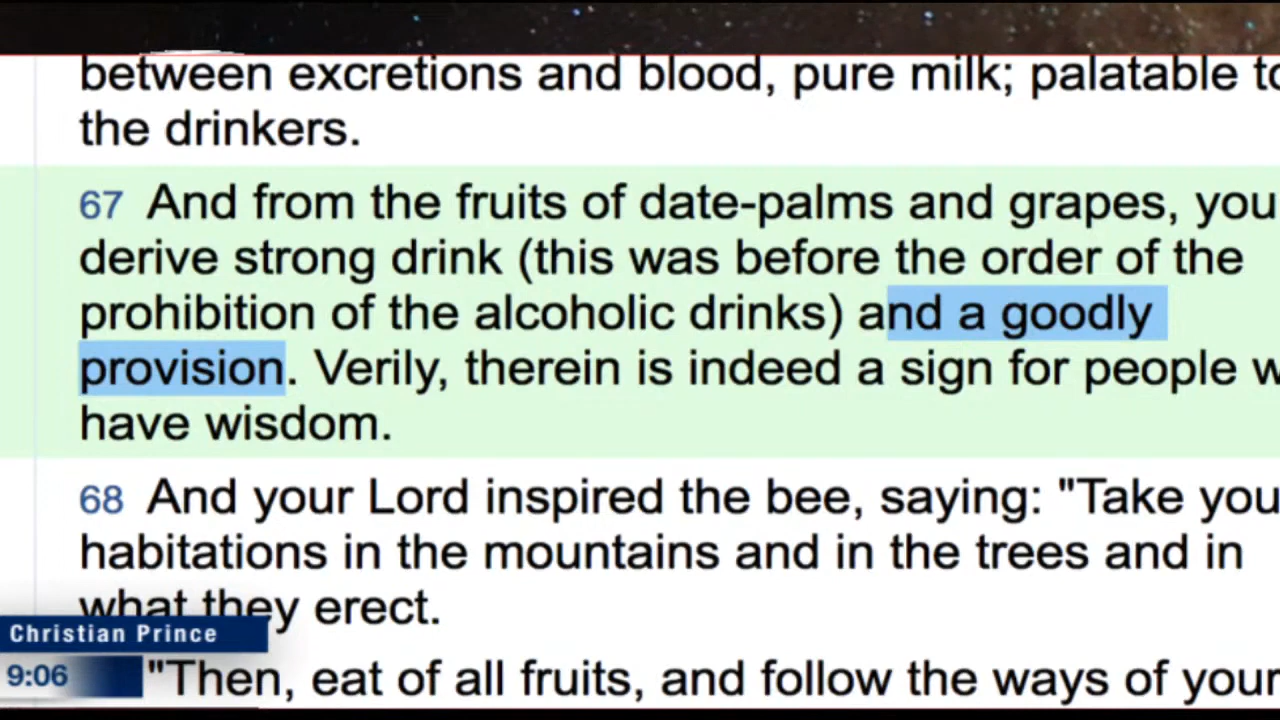 between excretions and blood, pure milk; palatable
the drinkers.
67 And from the fruits of date-palms and grapes, you
derive strong drink (this was before the order of the
prohibition of the alcoholic drinks) and a goodly
provision. Verily, therein is indeed a sign for people
have wisdom.
68 And your Lord inspired the bee, saying: "Take you
habitations in the mountains and in the trees and in
what they erect.
Christian Prince
9:06
"Then, eat of all fruits, and follow the ways of your